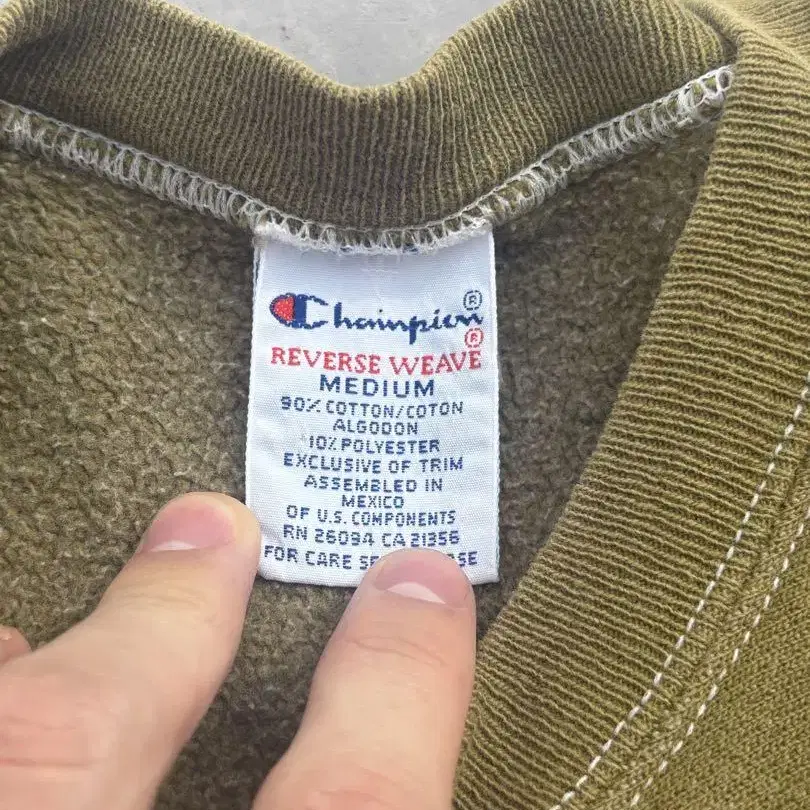 Champion®
REVERSE WEAVE®
MEDIUM
90% COTTON/COTON
ALGODON
10% POLYESTER
EXCLUSIVE OF TRIM
ASSEMBLED IN
MEXICO
OF U.S. COMPONENTS
RN 26094 CA 21356
FOR CARE